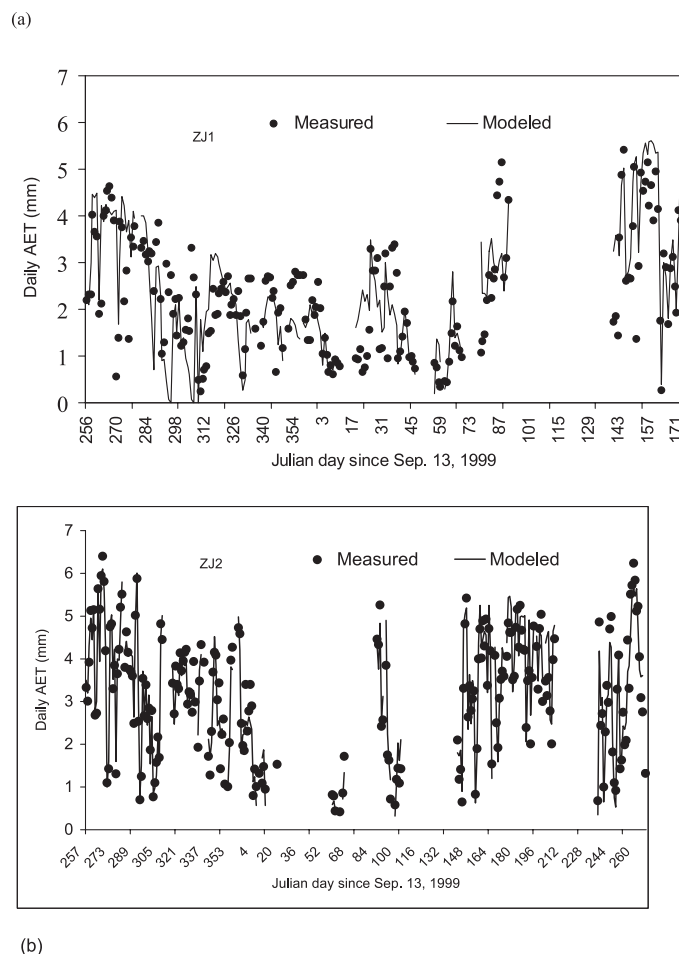 (a)
7
6
5
4
3
2
1
0
Daily AET (mm)
ZJ1
Measured
Modeled
256 270 284 298 312 326 340 354 3 17 31 45 59 73 87 101 115 129 143 157 171
Julian day since Sep. 13, 1999
7
6
5
4
3
2
1
0
Daily AET (mm)
ZJ2
Measured
Modeled
257 273 289 305 321 337 353 4 20 36 52 68 84 100 116 132 148 164 180 196 212 228 244 260
Julian day since Sep. 13, 1999
(b)